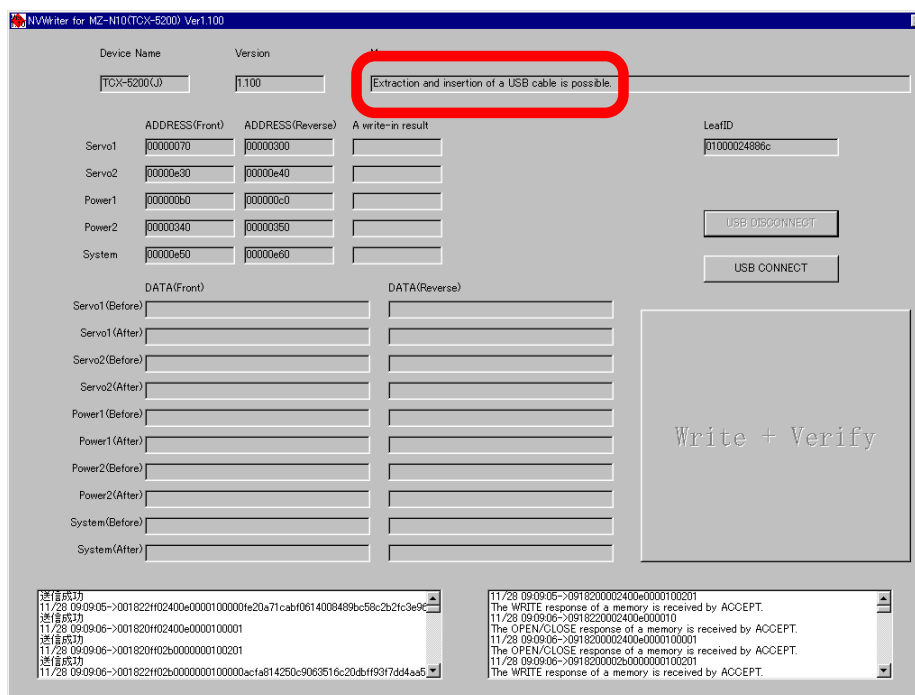 NVWriter for MZ-N10(TCX-5200) Ver1.100
Device Name Version
TCX-5200(J) 1.100 Extraction and insertion of a USB cable is possible.
ADDRESS(Front) ADDRESS(Reverse) A write-in result LeafID
Servo1 00000070 00000300 01000024886c
Servo2 00000e30 00000e40
Power1 000000b0 000000c0
Power2 00000340 00000350 USB DISCONNECT
System 00000e50 00000e60
USB CONNECT
DATA(Front) DATA(Reverse)
Servo1(Before)
Servo1(After)
Servo2(Before)
Servo2(After)
Power1(Before)
Power1(After)
Write + Verify
Power2(Before)
Power2(After)
System(Before)
System(After)
送信成功
11/28 09:09:05->001822ff02400e0000100000fe20a71cabf0614008489bc58c2b2fc3e96
送信成功
11/28 09:09:06->001820ff02400e0000100001
送信成功
11/28 09:09:06->001820ff02b0000000100201
送信成功
11/28 09:09:06->001822ff02b0000000100000acfa814250c9063516c20dbff93f7dd4aa5
11/28 09:09:05->0918200002400e0000100201
The WRITE response of a memory is received by ACCEPT.
11/28 09:09:06->0918220002400e000010
The OPEN/CLOSE response of a memory is received by ACCEPT.
11/28 09:09:06->0918200002400e0000100001
The OPEN/CLOSE response of a memory is received by ACCEPT.
11/28 09:09:06->0918200002b0000000100201
The WRITE response of a memory is received by ACCEPT.